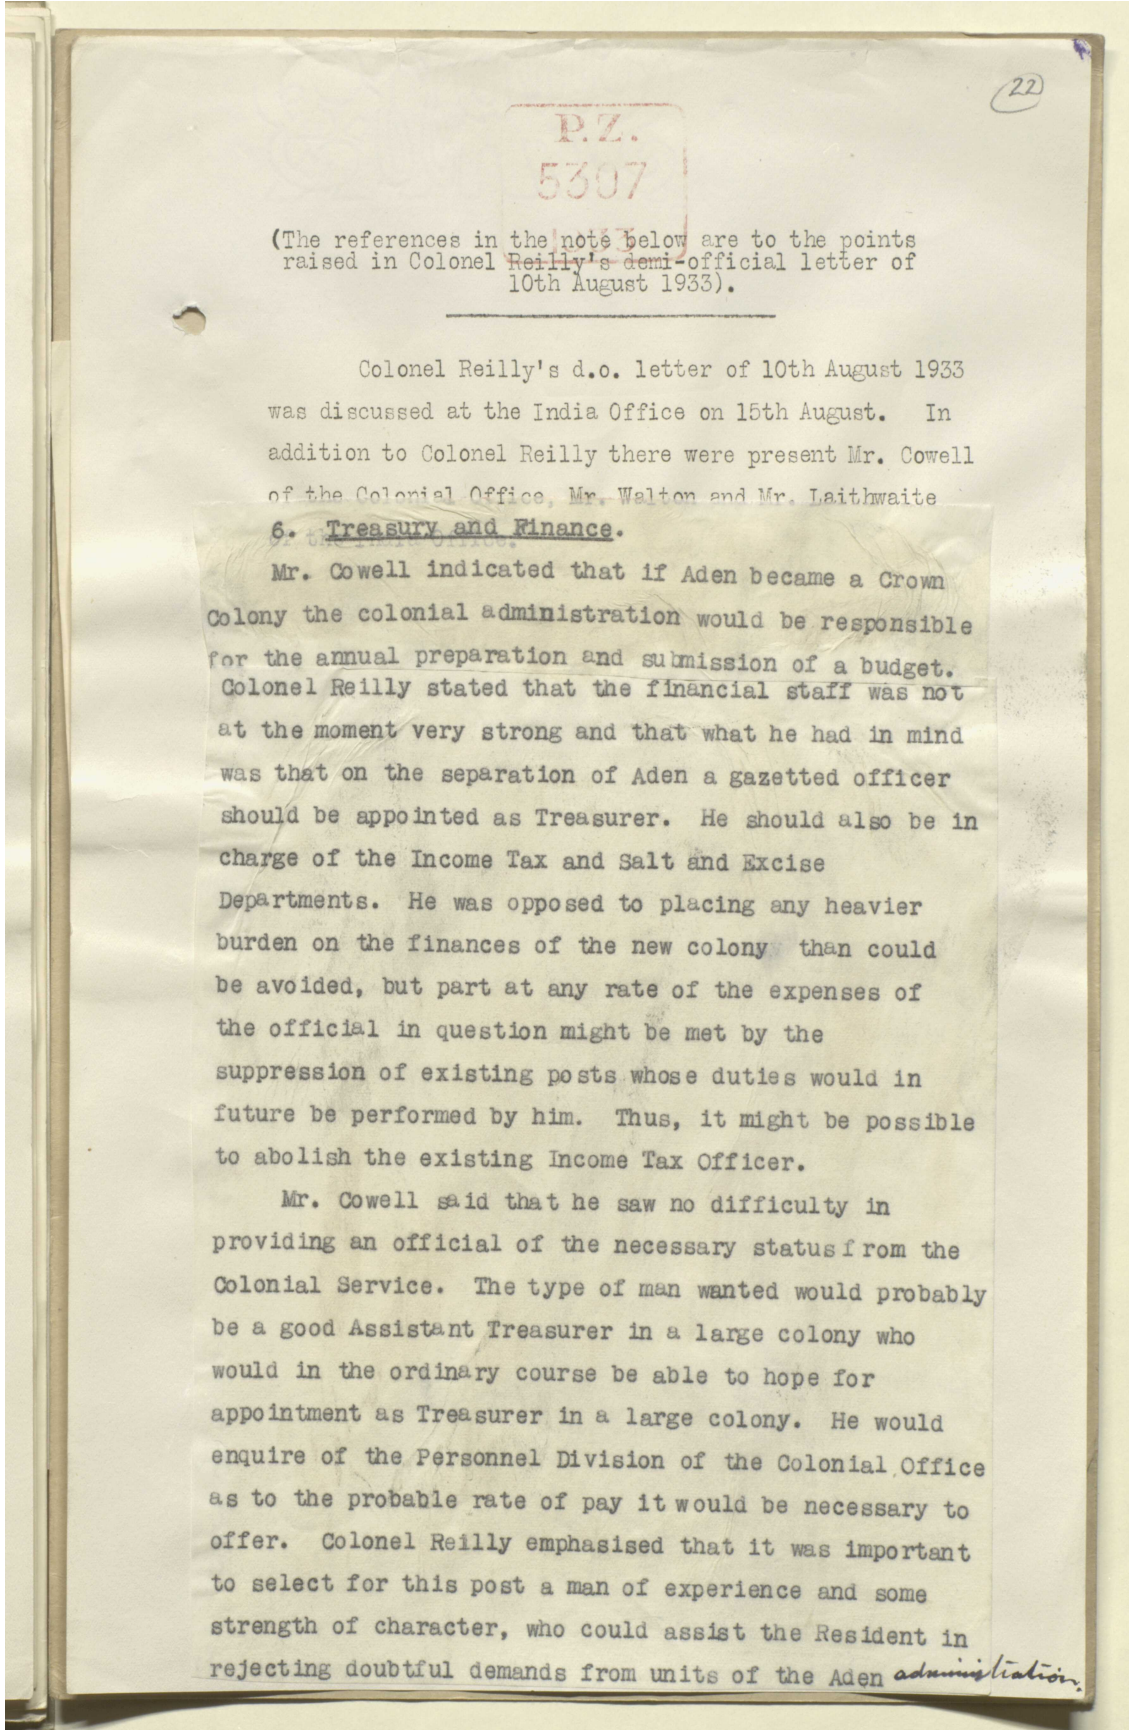 22
P.Z.
5307
1933
(The references in the note below are to the points
raised in Colonel Reilly's demi-official letter of
10th August 1933).
Colonel Reilly's d.o. letter of 10th August 1933
was discussed at the India Office on 15th August. In
addition to Colonel Reilly there were present Mr. Cowell
of the Colonial Office, Mr. Walton and Mr. Laithwaite
of the India Office.
6. Treasury and Finance.
Mr. Cowell indicated that if Aden became a Crown
Colony the colonial administration would be responsible
for the annual preparation and submission of a budget.
Colonel Reilly stated that the financial staff was not
at the moment very strong and that what he had in mind
was that on the separation of Aden a gazetted officer
should be appointed as Treasurer. He should also be in
charge of the Income Tax and Salt and Excise
Departments. He was opposed to placing any heavier
burden on the finances of the new colony than could
be avoided, but part at any rate of the expenses of
the official in question might be met by the
suppression of existing posts whose duties would in
future be performed by him. Thus, it might be possible
to abolish the existing Income Tax Officer.
Mr. Cowell said that he saw no difficulty in
providing an official of the necessary status from the
Colonial Service. The type of man wanted would probably
be a good Assistant Treasurer in a large colony who
would in the ordinary course be able to hope for
appointment as Treasurer in a large colony. He would
enquire of the Personnel Division of the Colonial Office
as to the probable rate of pay it would be necessary to
offer. Colonel Reilly emphasised that it was important
to select for this post a man of experience and some
strength of character, who could assist the Resident in
rejecting doubtful demands from units of the Aden administration.